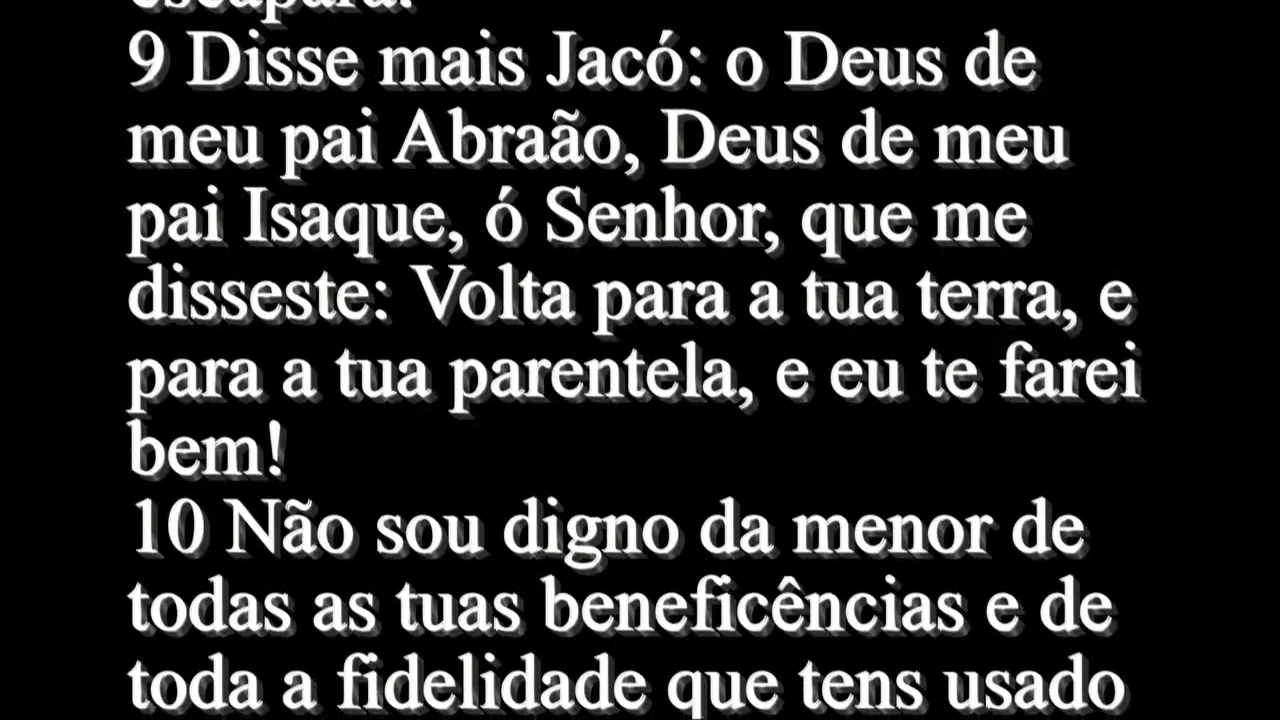 escapará.
9 Disse mais Jacó: o Deus de
meu pai Abraão, Deus de meu
pai Isaque, ó Senhor, que me
disseste: Volta para a tua terra, e
para a tua parentela, e eu te farei
bem!
10 Não sou digno da menor de
todas as tuas beneficências e de
toda a fidelidade que tens usado